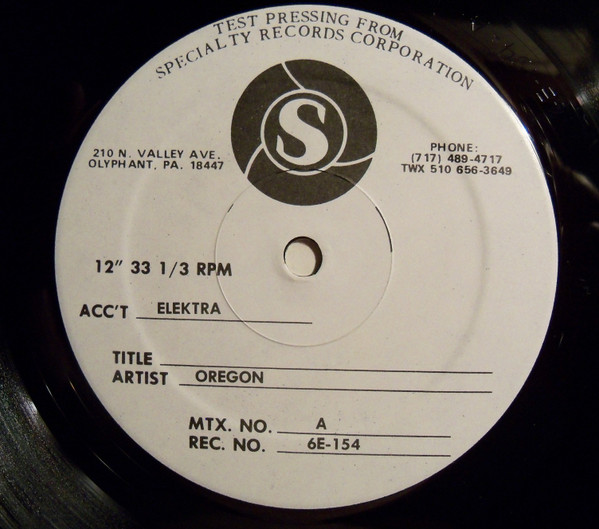 TEST PRESSING FROM
SPECIALTY RECORDS CORPORATION
S
210 N. VALLEY AVE.
OLYPHANT, PA. 18447
PHONE:
(717) 489-4717
TWX 510 656-3649
12" 33 1/3 RPM
ACC'T ELEKTRA
TITLE
ARTIST OREGON
MTX. NO. A
REC. NO. 6E-154